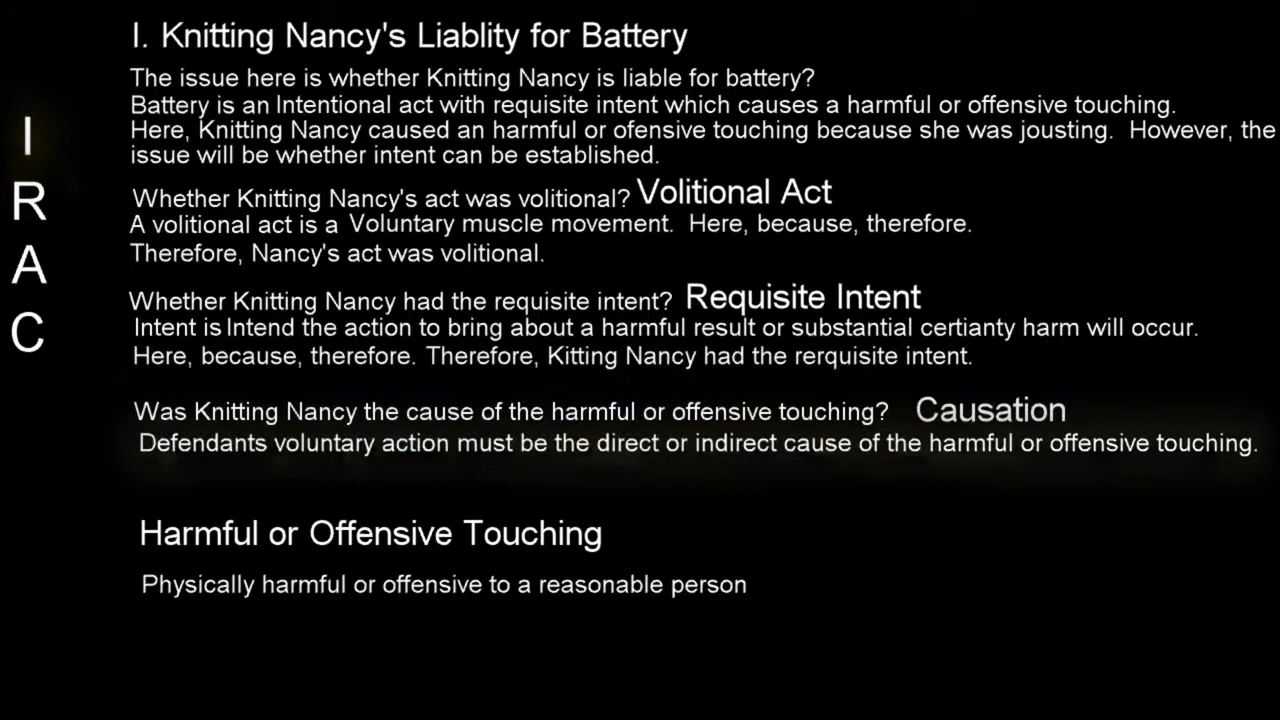 I. Knitting Nancy's Liablity for Battery
The issue here is whether Knitting Nancy is liable for battery?
Battery is an Intentional act with requisite intent which causes a harmful or offensive touching.
Here, Knitting Nancy caused an harmful or ofensive touching because she was jousting. However, the
issue will be whether intent can be established.
Whether Knitting Nancy's act was volitional? Volitional Act
A volitional act is a Voluntary muscle movement. Here, because, therefore.
Therefore, Nancy's act was volitional.
Whether Knitting Nancy had the requisite intent? Requisite Intent
Intent is Intend the action to bring about a harmful result or substantial certianty harm will occur.
Here, because, therefore. Therefore, Kitting Nancy had the rerquisite intent.
Was Knitting Nancy the cause of the harmful or offensive touching? Causation
Defendants voluntary action must be the direct or indirect cause of the harmful or offensive touching.
Harmful or Offensive Touching
Physically harmful or offensive to a reasonable person
I
R
A
C